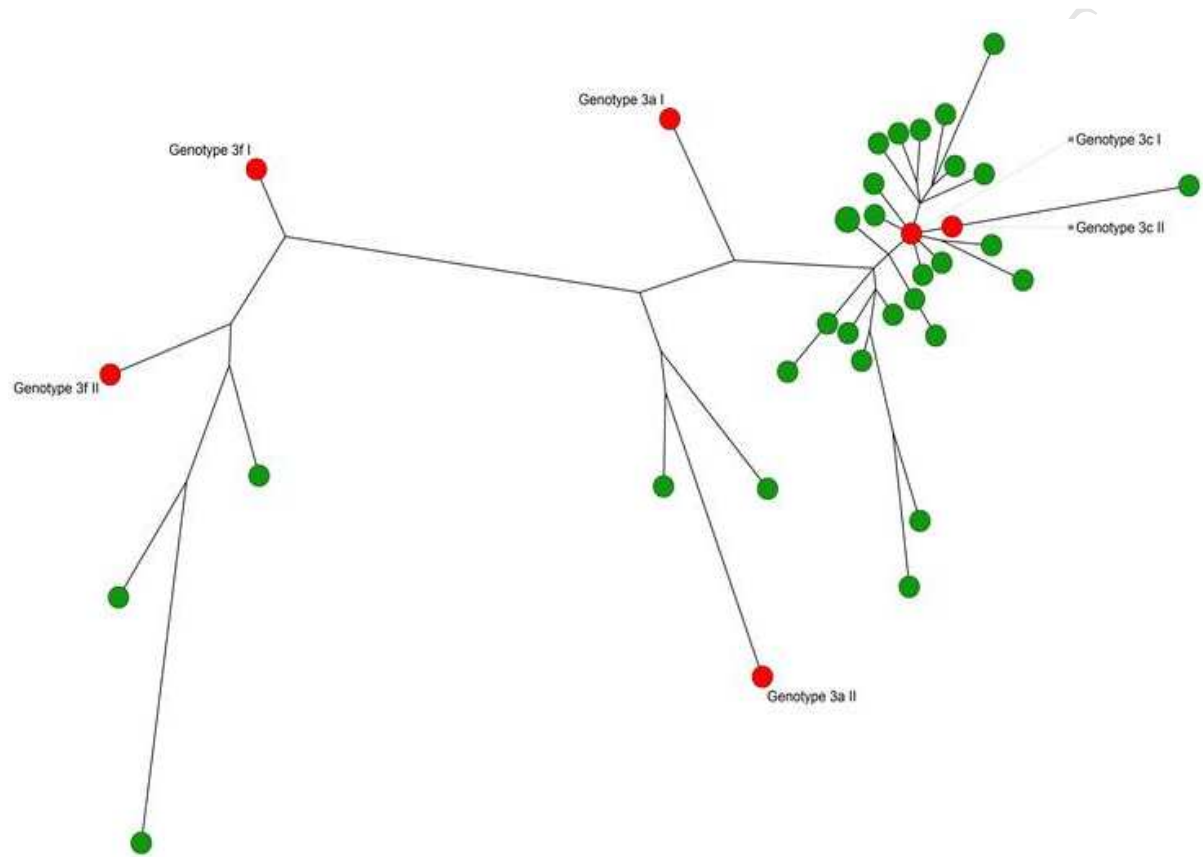 Genotype 3a I
Genotype 3c I
Genotype 3f I
Genotype 3c II
Genotype 3f II
Genotype 3a II